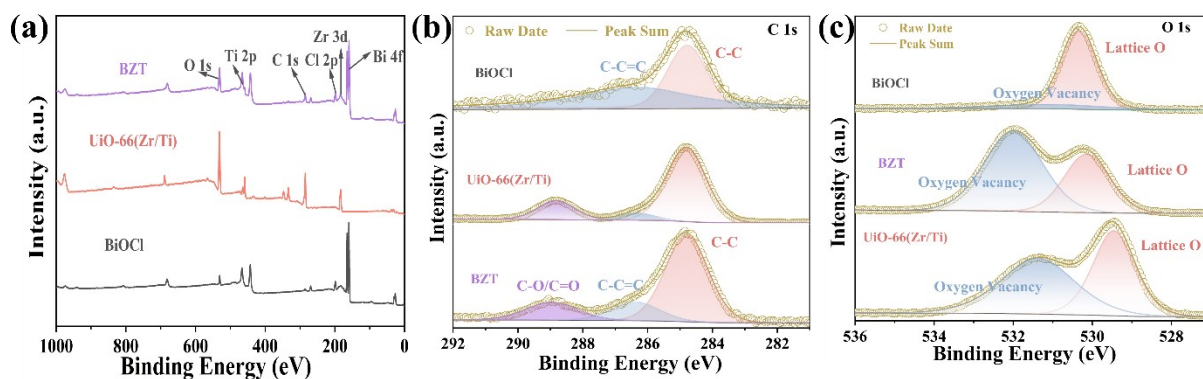 (a)
Zr 3d
Ti 2p
C 1s
Cl 2p
Bi 4f
O 1s
BZT
UiO-66(Zr/Ti)
BiOCl
Intensity (a.u.)
1000 800 600 400 200 0
Binding Energy (eV)
(b)
C 1s
Raw Date Peak Sum
C-C=C
C-C
BiOCl
UiO-66(Zr/Ti)
C-C
BZT
C-O/C=O
C-C=C
Intensity (a.u.)
292 290 288 286 284 282
Binding Energy (eV)
(c)
Raw Date
O 1s
Peak Sum
Lattice O
BiOCl
Oxygen Vacancy
BZT
Oxygen Vacancy
Lattice O
UiO-66(Zr/Ti)
Lattice O
Oxygen Vacancy
Intensity (a.u.)
536 534 532 530 528
Binding Energy (eV)